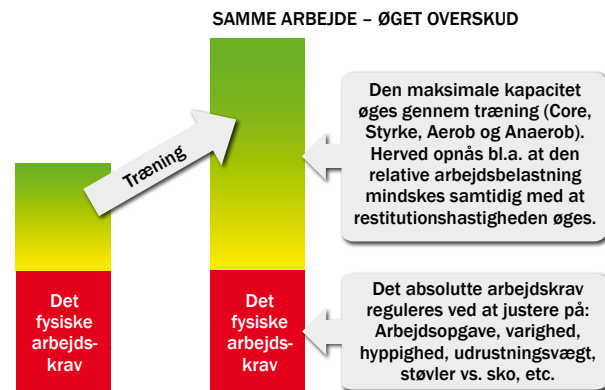 SAMME ARBEJDE – ØGET OVERSKUD
Træning
Den maksimale kapacitet
øges gennem træning (Core,
Styrke, Aerob og Anaerob).
Herved opnås bl.a. at den
relative arbejdsbelastning
mindskes samtidig med at
restitutionshastigheden øges.
Det
fysiske
arbejds-
krav
Det
fysiske
arbejds-
krav
Det absolutte arbejdskrav
reguleres ved at justere på:
Arbejdsopgave, varighed,
hyppighed, udrustningsvægt,
støvler vs. sko, etc.